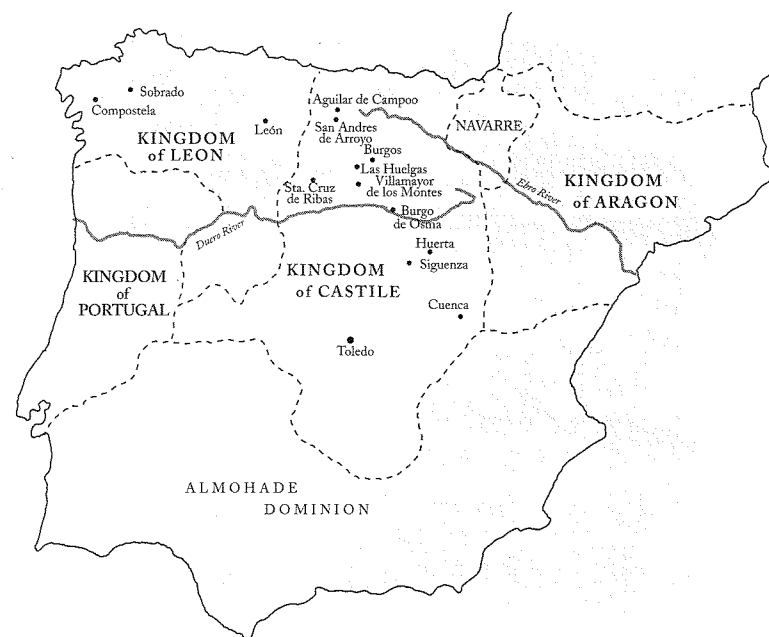 Sobrado
Compostela
KINGDOM
of LEON
León
Aguilar de Campoo
San Andres
de Arroyo
Burgos
Las Huelgas
Villamayor
de los Montes
Sta. Cruz
de Ribas
NAVARRE
Ebro River
KINGDOM
of ARAGON
Burgo
de Osma
Duero River
Huerta
Siguenza
KINGDOM
of CASTILE
KINGDOM
of
PORTUGAL
Cuenca
Toledo
ALMOHADE
DOMINION